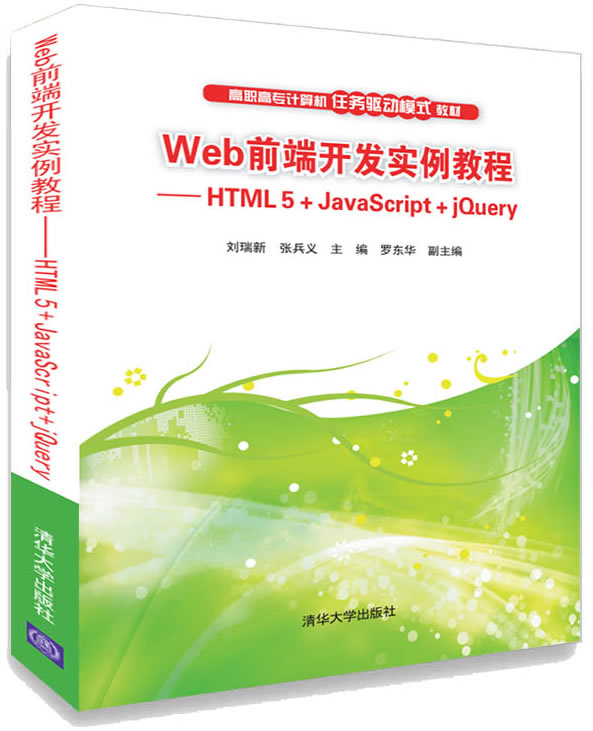 高职高专计算机 任务驱动模式 教材
Web前端开发实例教程
——HTML 5 + JavaScript + jQuery
刘瑞新 张兵义 主 编 罗东华 副主编
清华大学出版社
Web前端开发实例教程——HTML 5 + JavaScript + jQuery
清华大学出版社